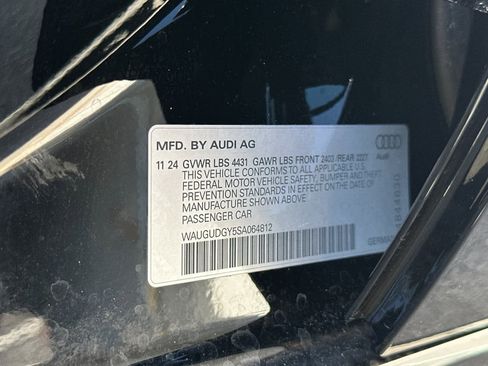 MFD. BY AUDI AG
11 24 GVWR LBS 4431 GAWR LBS FRONT 2403 /REAR 2227
THIS VEHICLE CONFORMS TO ALL APPLICABLE U.S.
FEDERAL MOTOR VEHICLE SAFETY, BUMPER AND THEFT
PREVENTION STANDARDS IN EFFECT ON THE DATE OF
MANUFACTURE SHOWN ABOVE
PASSENGER CAR
WAUGUDGY5SA064812
Audi